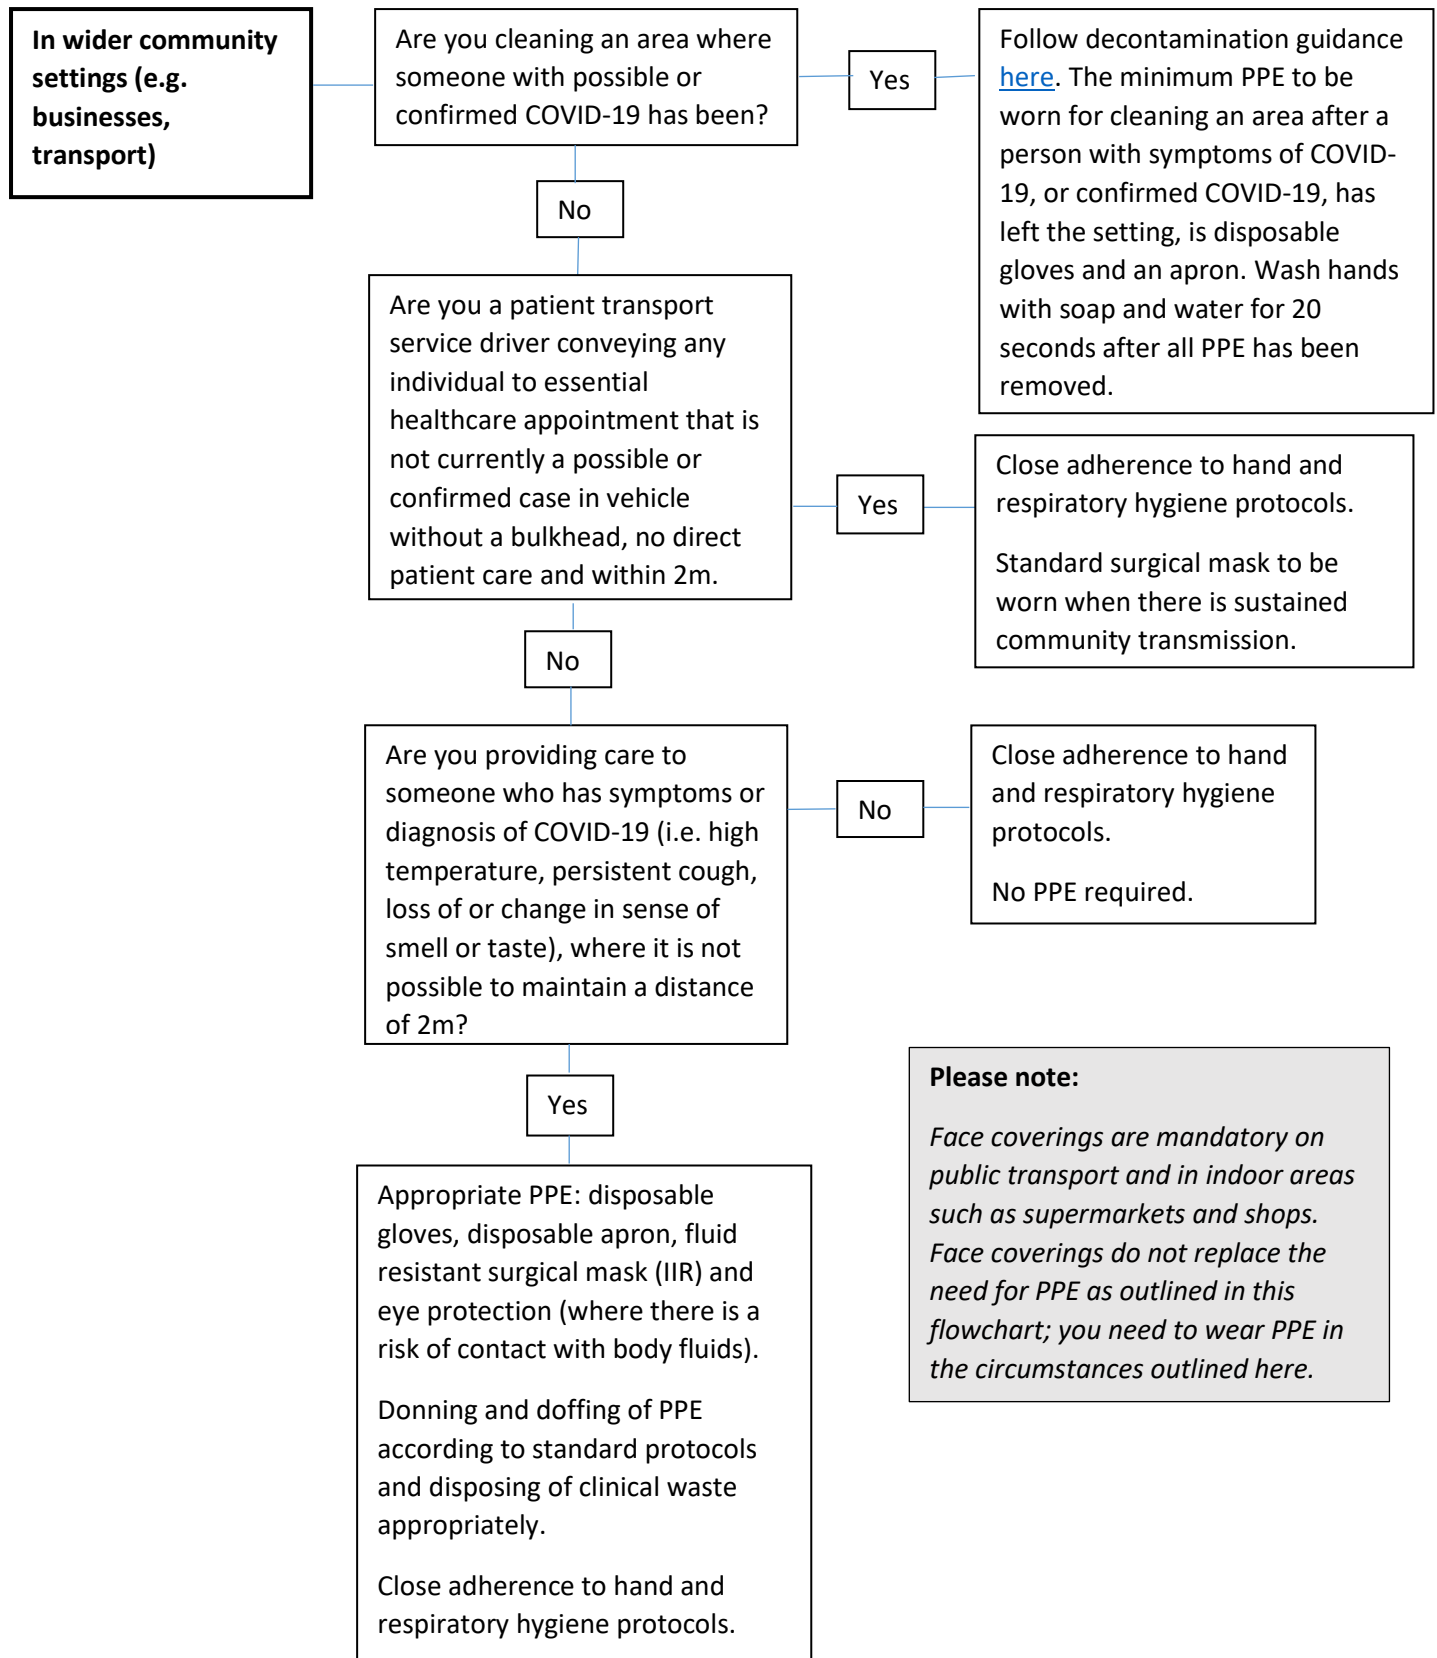 In wider community
settings (e.g.
businesses,
transport)
Are you cleaning an area where
someone with possible or
confirmed COVID-19 has been?
Yes
Follow decontamination guidance
here. The minimum PPE to be
worn for cleaning an area after a
person with symptoms of COVID-
19, or confirmed COVID-19, has
left the setting, is disposable
gloves and an apron. Wash hands
with soap and water for 20
seconds after all PPE has been
removed.
No
Are you a patient transport
service driver conveying any
individual to essential
healthcare appointment that is
not currently a possible or
confirmed case in vehicle
without a bulkhead, no direct
patient care and within 2m.
Yes
Close adherence to hand and
respiratory hygiene protocols.
Standard surgical mask to be
worn when there is sustained
community transmission.
No
Are you providing care to
someone who has symptoms or
diagnosis of COVID-19 (i.e. high
temperature, persistent cough,
loss of or change in sense of
smell or taste), where it is not
possible to maintain a distance
of 2m?
No
Close adherence to hand
and respiratory hygiene
protocols.
No PPE required.
Yes
Appropriate PPE: disposable
gloves, disposable apron, fluid
resistant surgical mask (IIR) and
eye protection (where there is a
risk of contact with body fluids).
Donning and doffing of PPE
according to standard protocols
and disposing of clinical waste
appropriately.
Close adherence to hand and
respiratory hygiene protocols.
Please note:
Face coverings are mandatory on
public transport and in indoor areas
such as supermarkets and shops.
Face coverings do not replace the
need for PPE as outlined in this
flowchart; you need to wear PPE in
the circumstances outlined here.